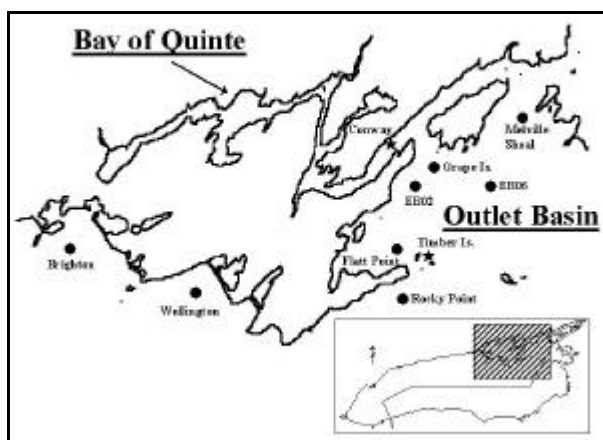 Bay of Quinte
Conway
Melville
Shoal
Grape Is.
EB02
EB06
Outlet Basin
Timber Is.
Flatt Point
Brighton
Wellington
Rocky Point